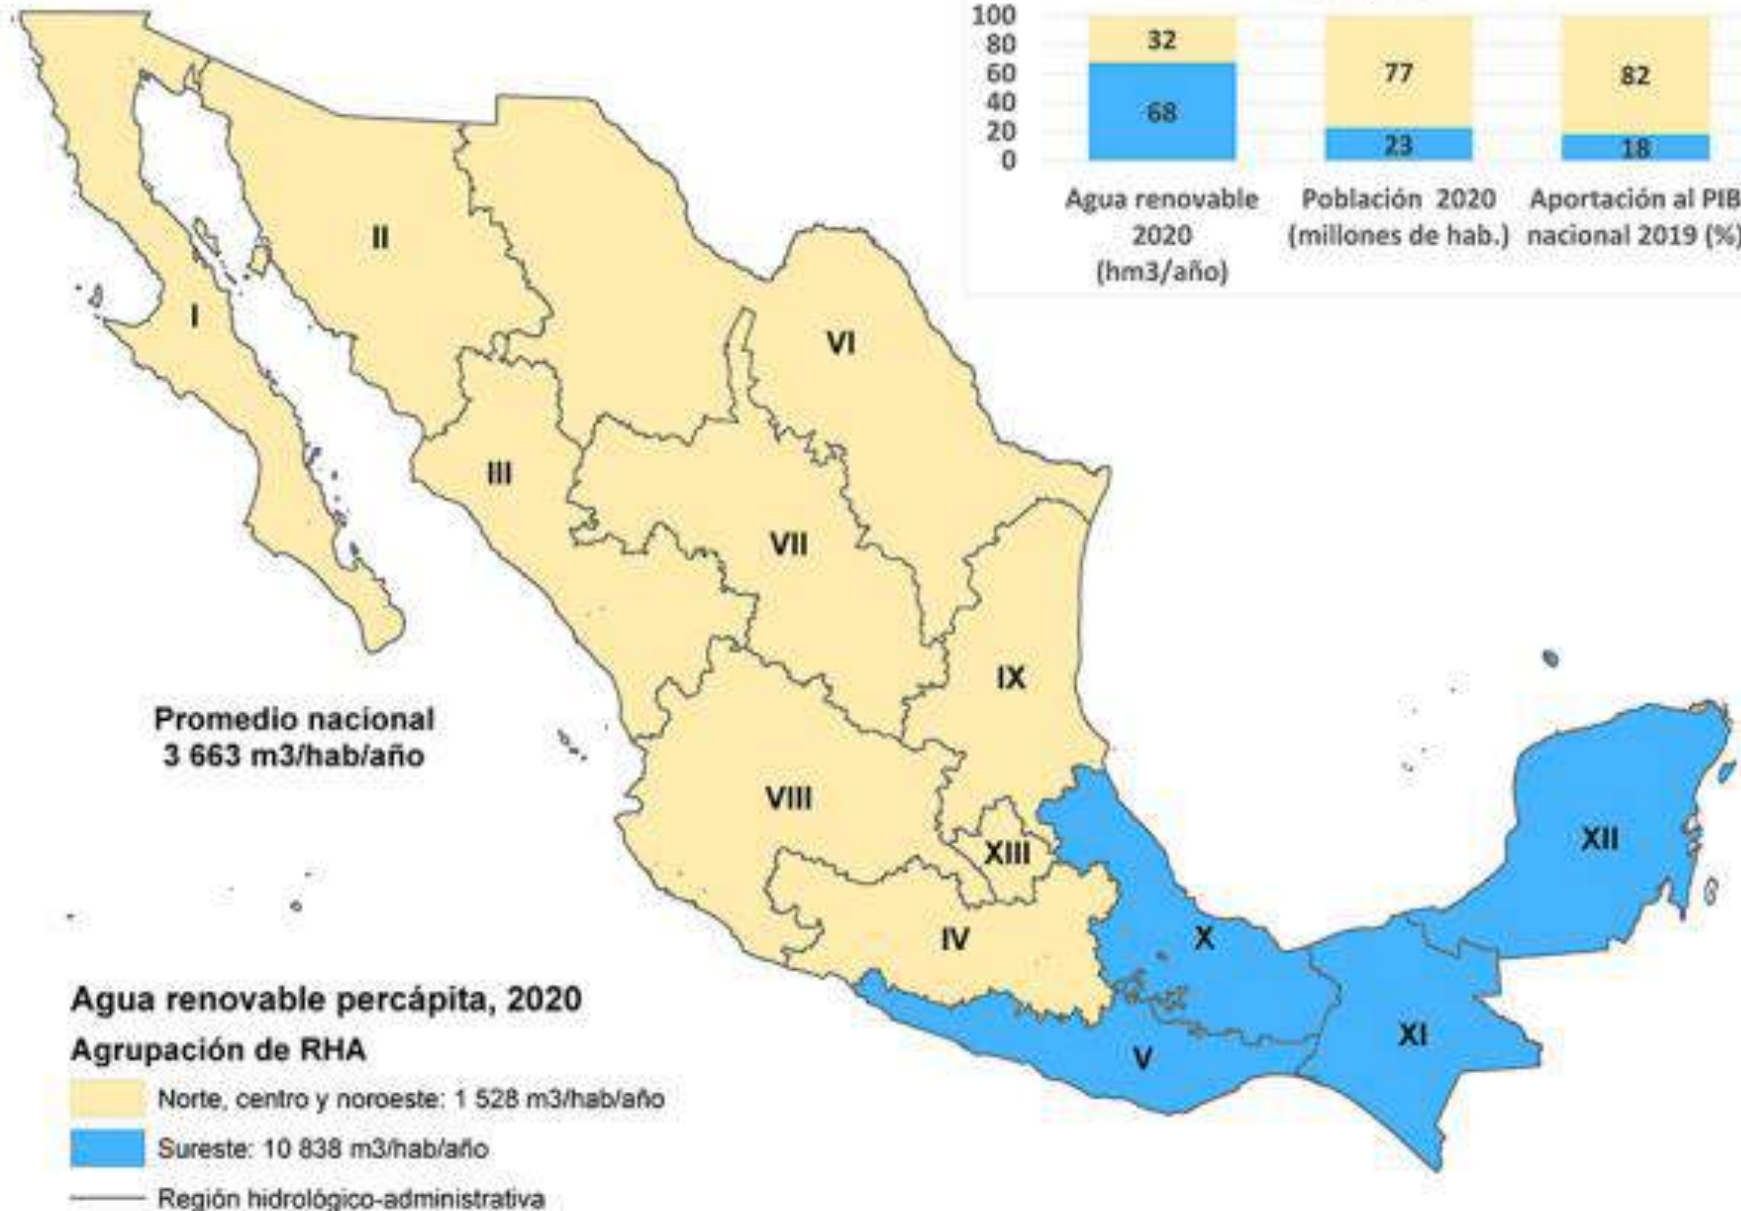 100
80
60
40
20
0
32
68
77
23
82
18
Agua renovable
2020
(hm3/año)
Población 2020
(millones de hab.)
Aportación al PIB
nacional 2019 (%)
I
II
III
VI
VII
IX
VIII
XIII
IV
X
V
XI
XII
Promedio nacional
3 663 m3/hab/año
Agua renovable percápita, 2020
Agrupación de RHA
Norte, centro y noroeste: 1 528 m3/hab/año
Sureste: 10 838 m3/hab/año
Región hidrológico-administrativa